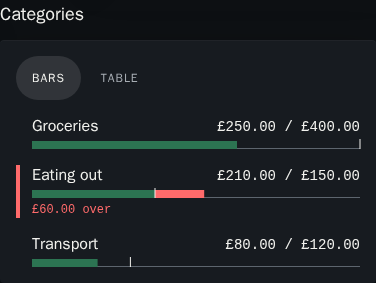 Categories
BARS TABLE
Groceries £250.00 / £400.00
Eating out £210.00 / £150.00
£60.00 over
Transport £80.00 / £120.00